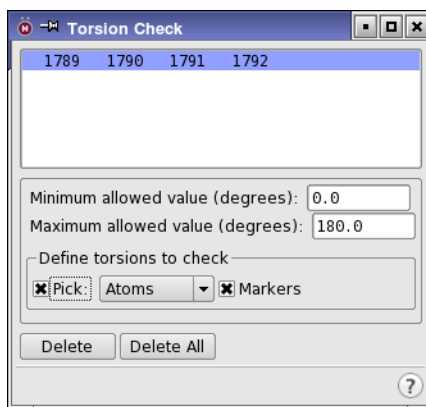 Torsion Check
1789 1790 1791 1792
Minimum allowed value (degrees): 0.0
Maximum allowed value (degrees): 180.0
Define torsions to check
Pick: Atoms Markers
Delete Delete All
?